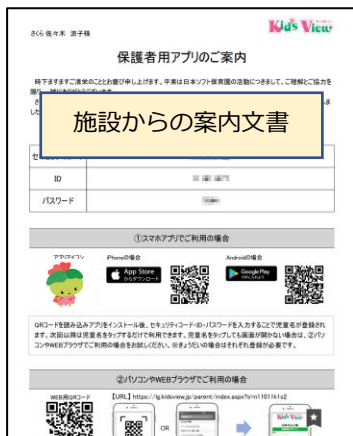 さくら 佐々木 涼子様
Kids View
保護者用アプリのご案内
時下ますますご清栄のこととお慶び申し上げます。平素は日本ソフト保育園の活動につきまして、ご理解とご協力を
施設からの案内文書
ID
パスワード
①スマホアプリでご利用の場合
アプリアイコン
iPhoneの場合
Androidの場合
App Store
からダウンロード
Google Play
QRコードを読み込みアプリをインストール後、セキュリティコード・ID・パスワードを入力することで児童名が登録され
ます。次回以降は児童名をタップするだけで利用できます。児童名をタップしても画面が開かない場合は、②パソ
コンやWEBブラウザでご利用の場合をお試しください。※きょうだいの場合はそれぞれ登録が必要です。
②パソコンやWEBブラウザでご利用の場合
WEB用QRコード
【URL】https://lg.kidsview.jp/parent/index.aspx?s=n11011k1s2
OR